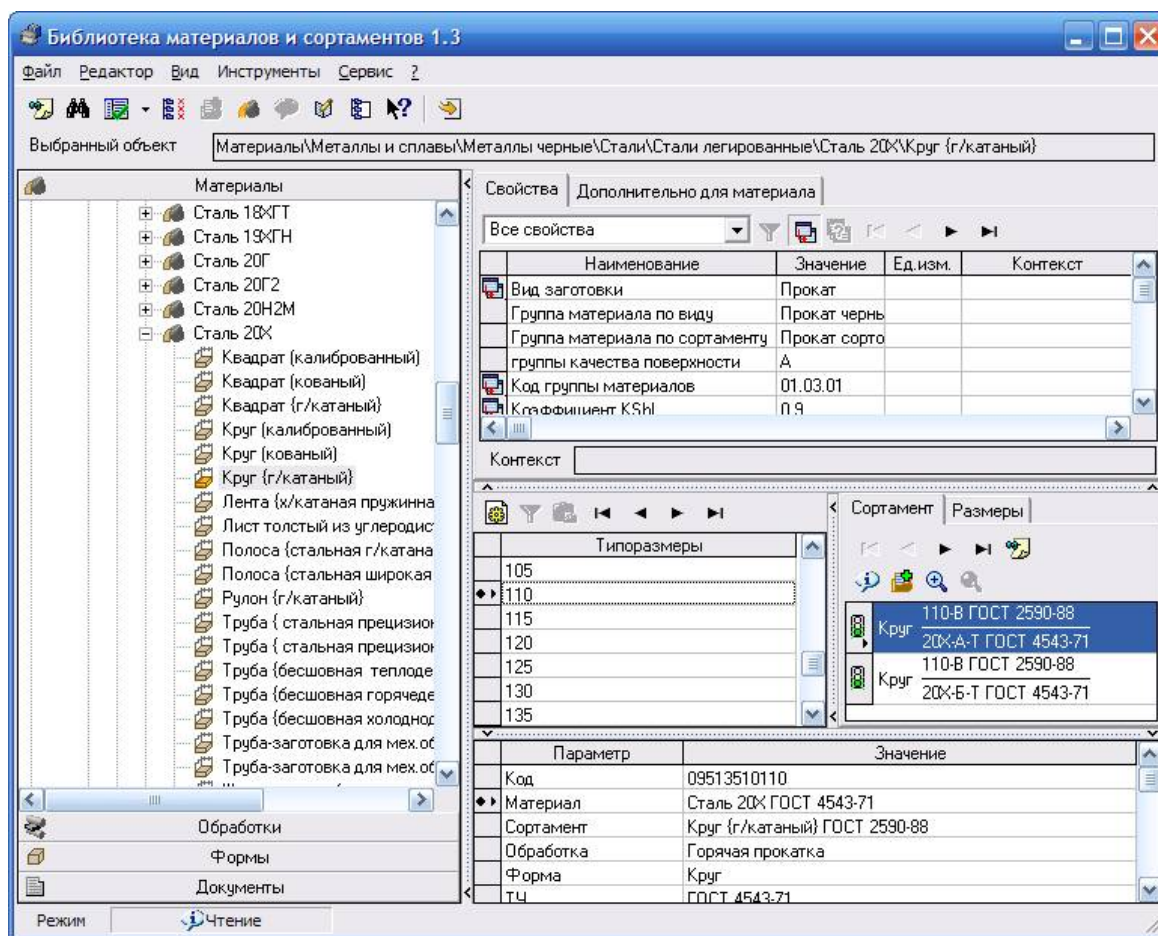 Библиотека материалов и сортаментов 1.3
Файл Редактор Вид Инструменты Сервис ?
Выбранный объект Материалы\Металлы и сплавы\Металлы черные\Стали\Стали легированные\Сталь 20Х\Круг {г/катаный}
Материалы
Сталь 18ХГТ
Сталь 19ХГН
Сталь 20Г
Сталь 20Г2
Сталь 20Н2М
Сталь 20Х
Квадрат (калиброванный)
Квадрат (кованый)
Квадрат {г/катаный}
Круг (калиброванный)
Круг (кованый)
Круг {г/катаный}
Лента {х/катаная пружинна
Лист толстый из углеродис
Полоса {стальная г/катана
Полоса {стальная широкая
Рулон {г/катаный}
Труба { стальная прецизион
Труба { стальная прецизион
Труба {бесшовная теплоде
Труба {бесшовная горячеде
Труба {бесшовная холоднод
Труба-заготовка для мех.об
Труба-заготовка для мех.об
Обработки
Формы
Документы
Свойства Дополнительно для материала
Все свойства
Наименование Значение Ед.изм. Контекст
Вид заготовки Прокат
Группа материала по виду Прокат чернь
Группа материала по сортаменту Прокат сорто
группы качества поверхности А
Код группы материалов 01.03.01
Коэффициент KShl 0.9
Контекст
Типоразмеры
105
110
115
120
125
130
135
Сортамент Размеры
110-В ГОСТ 2590-88
Круг
20Х-А-Т ГОСТ 4543-71
110-В ГОСТ 2590-88
Круг
20Х-Б-Т ГОСТ 4543-71
Параметр Значение
Код 09513510110
Материал Сталь 20Х ГОСТ 4543-71
Сортамент Круг {г/катаный} ГОСТ 2590-88
Обработка Горячая прокатка
Форма Круг
ТУ ГОСТ 4543-71
Режим Чтение